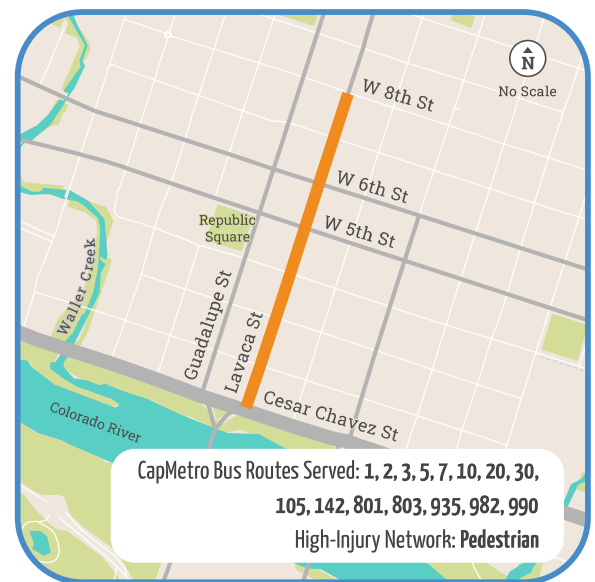 N
No Scale
W 8th St
W 6th St
Republic
Square
W 5th St
Waller Creek
Guadalupe St
Lavaca St
Cesar Chavez St
Colorado River
CapMetro Bus Routes Served: 1, 2, 3, 5, 7, 10, 20, 30,
105, 142, 801, 803, 935, 982, 990
High-Injury Network: Pedestrian